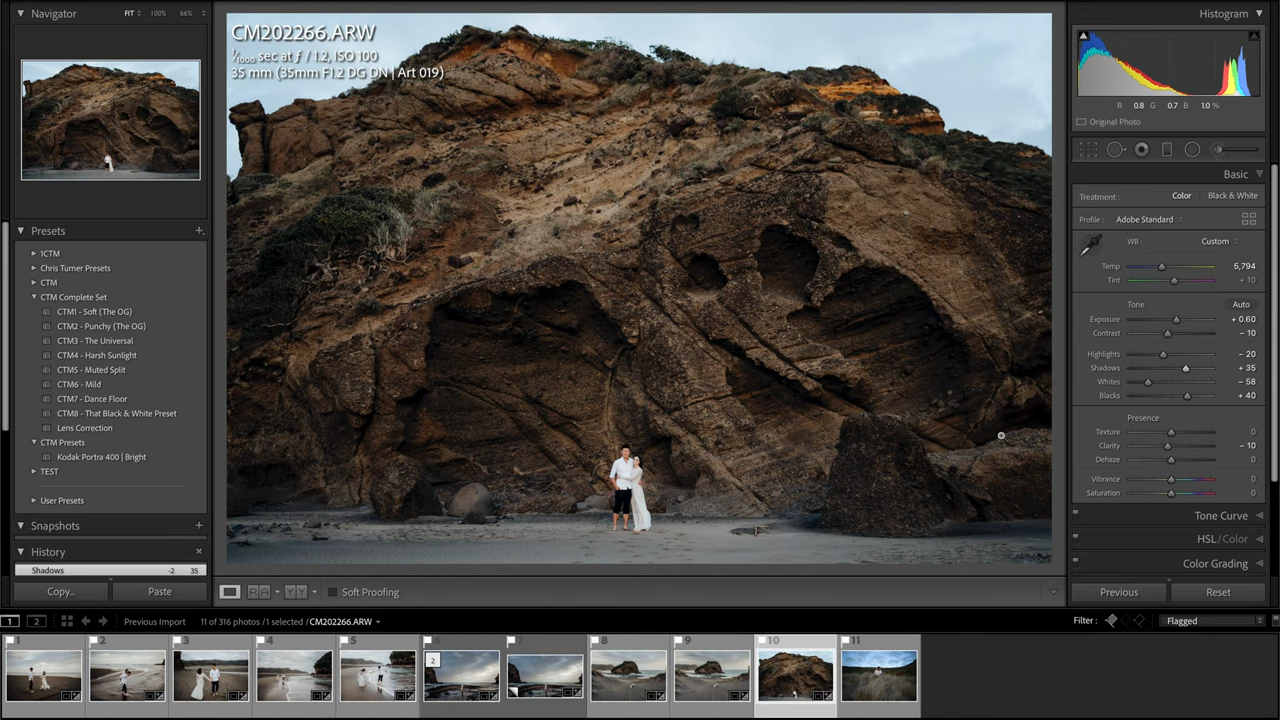 Navigator FIT 100% 66%
CM202266.ARW
1/1000 sec at ƒ / 1.2, ISO 100
35 mm (35mm F1.2 DG DN | Art 019)
Presets
1CTM
Chris Turner Presets
CTM
CTM Complete Set
CTM1 - Soft (The OG)
CTM2 - Punchy (The OG)
CTM3 - The Universal
CTM4 - Harsh Sunlight
CTM5 - Muted Split
CTM6 - Mild
CTM7 - Dance Floor
CTM8 - That Black & White Preset
Lens Correction
CTM Presets
Kodak Portra 400 | Bright
TEST
User Presets
Snapshots
History
Shadows -2 35
Copy... Paste
Soft Proofing
Histogram
R 0.8 G 0.7 B 1.0 %
Original Photo
Basic
Treatment : Color Black & White
Profile : Adobe Standard
WB : Custom
Temp 5,794
Tint + 10
Tone Auto
Exposure + 0.60
Contrast - 10
Highlights - 20
Shadows + 35
Whites - 58
Blacks + 40
Presence
Texture 0
Clarity - 10
Dehaze 0
Vibrance 0
Saturation 0
Tone Curve
HSL / Color
Color Grading
Previous Reset
1 2 Previous Import 11 of 316 photos / 1 selected / CM202266.ARW Filter : Flagged
1 2 3 4 5 6 7 8 9 10 11
2